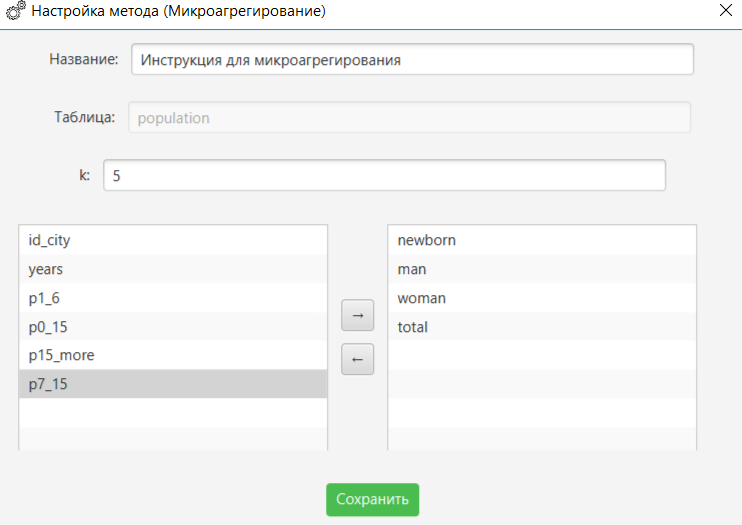 Настройка метода (Микроагрегирование)
Название: Инструкция для микроагрегирования
Таблица: population
k: 5
id_city
years
p1_6
p0_15
p15_more
p7_15
→
←
newborn
man
woman
total
Сохранить